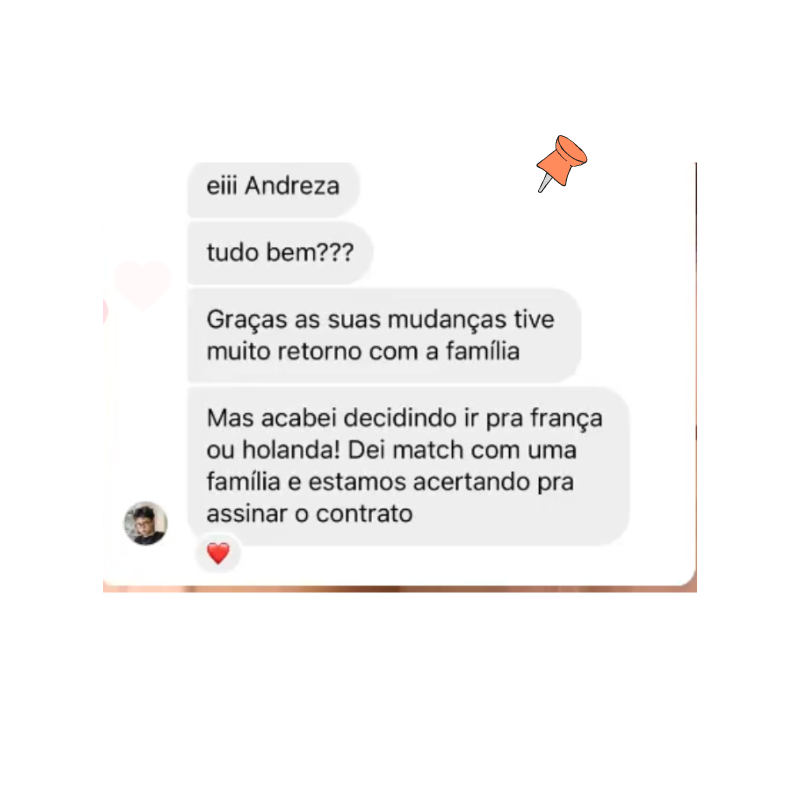 eiii Andreza
tudo bem???
Graças as suas mudanças tive
muito retorno com a família
Mas acabei decidindo ir pra frança
ou holanda! Dei match com uma
família e estamos acertando pra
assinar o contrato